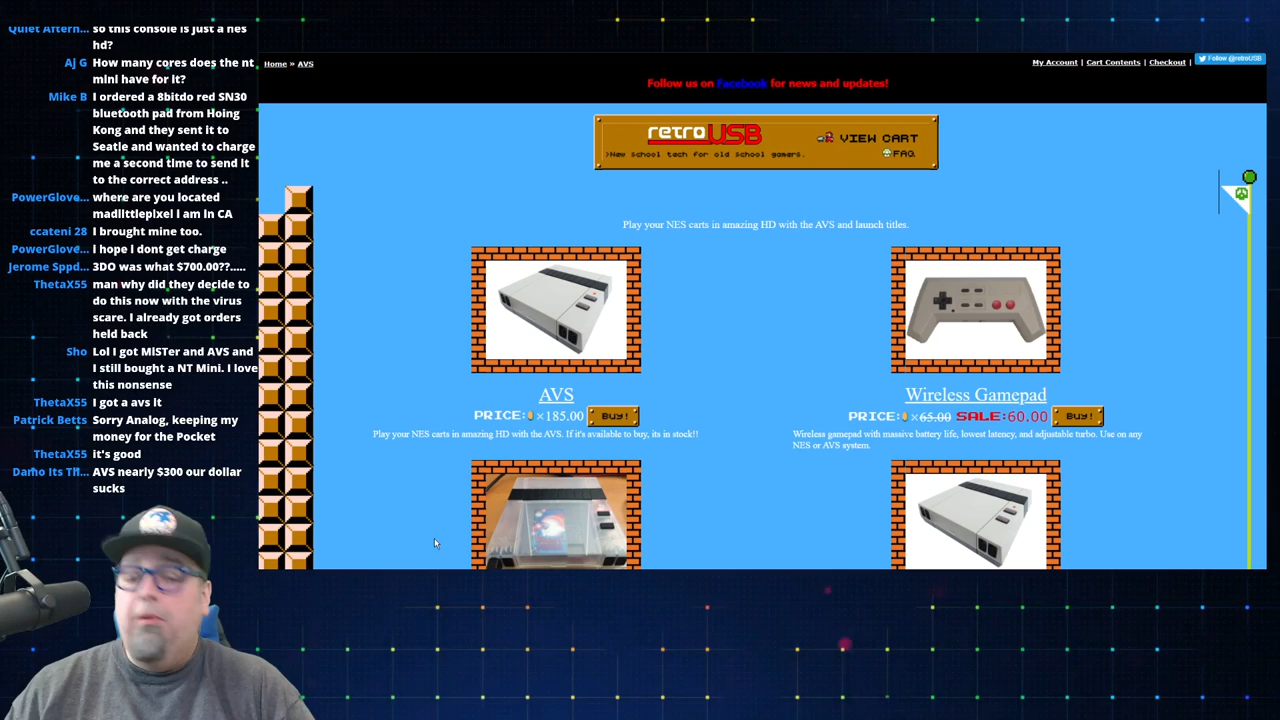 Quiet Aftern... so this console is just a nes
hd?
Aj G How many cores does the nt
mini have for it?
Mike B I ordered a 8bitdo red SN30
bluetooth pad from Hoing
Kong and they sent it to
Seatle and wanted to charge
me a second time to send it
to the correct address ..
PowerGlove... where are you located
madlittlepixel I am in CA
ccateni 28 I brought mine too.
PowerGlove... i hope i dont get charge
Jerome Sppd... 3DO was what $700.00??.....
ThetaX55 man why did they decide to
do this now with the virus
scare. I already got orders
held back
Sho Lol I got MiSTer and AVS and
I still bought a NT Mini. I love
this nonsense
ThetaX55 I got a avs it
Patrick Betts Sorry Analog, keeping my
money for the Pocket
ThetaX55 it's good
Damo Its Th... AVS nearly $300 our dollar
sucks
Home » AVS
My Account | Cart Contents | Checkout |
Follow @retroUSB
Follow us on Facebook for news and updates!
retroUSB
>New School tech for old School gamers.
VIEW CART
FAQ
Play your NES carts in amazing HD with the AVS and launch titles.
AVS
PRICE: ×185.00 Buy!
Play your NES carts in amazing HD with the AVS. If it's available to buy, its in stock!!
Wireless Gamepad
PRICE: ×65.00 SALE:60.00 Buy!
Wireless gamepad with massive battery life, lowest latency, and adjustable turbo. Use on any
NES or AVS system.